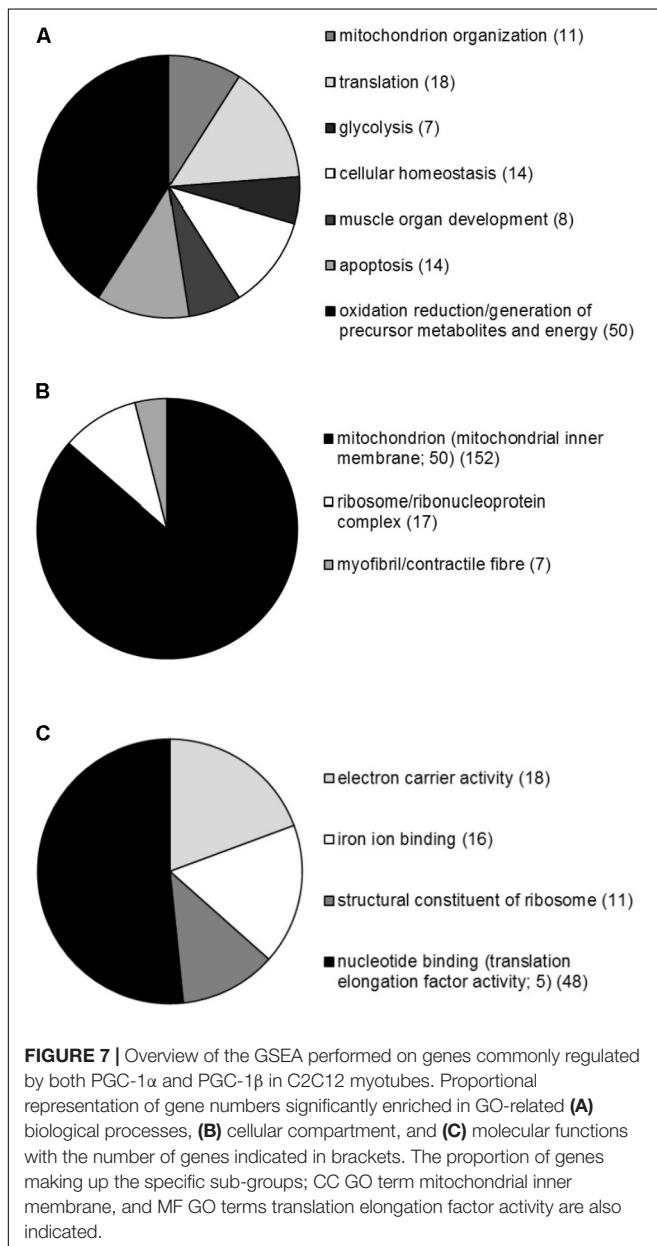 A
mitochondrion organization (11)
translation (18)
glycolysis (7)
cellular homeostasis (14)
muscle organ development (8)
apoptosis (14)
oxidation reduction/generation of
precursor metabolites and energy (50)
B
mitochondrion (mitochondrial inner
membrane; 50) (152)
ribosome/ribonucleoprotein
complex (17)
myofibril/contractile fibre (7)
C
electron carrier activity (18)
iron ion binding (16)
structural constituent of ribosome (11)
nucleotide binding (translation
elongation factor activity; 5) (48)
FIGURE 7 | Overview of the GSEA performed on genes commonly regulated
by both PGC-1α and PGC-1β in C2C12 myotubes. Proportional
representation of gene numbers significantly enriched in GO-related (A)
biological processes, (B) cellular compartment, and (C) molecular functions
with the number of genes indicated in brackets. The proportion of genes
making up the specific sub-groups; CC GO term mitochondrial inner
membrane, and MF GO terms translation elongation factor activity are also
indicated.